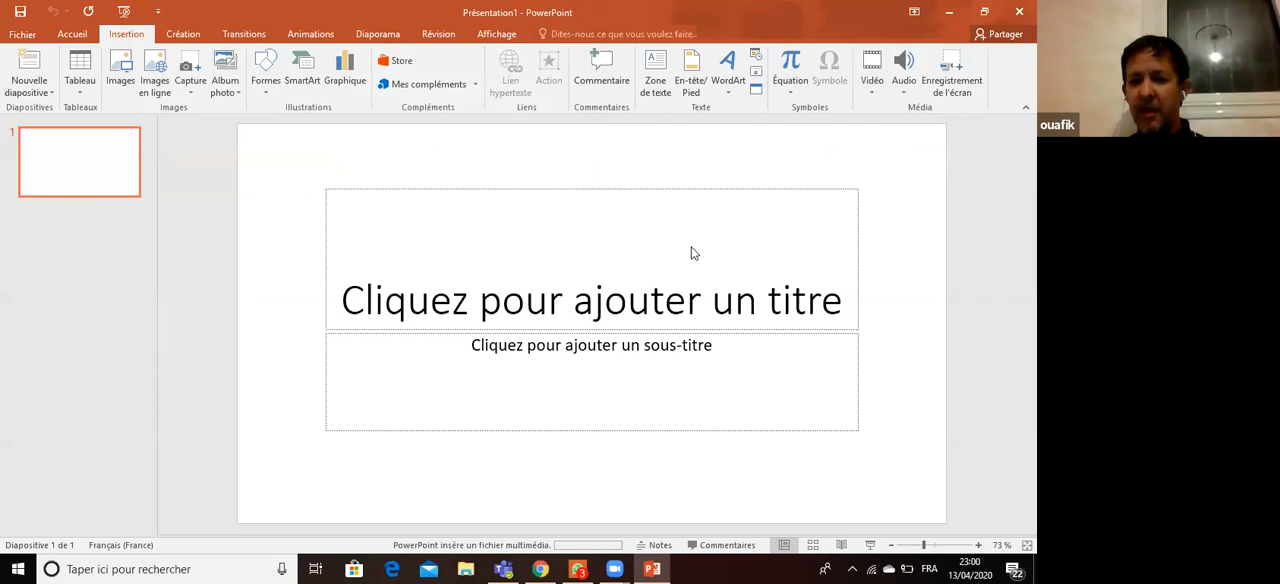 Présentation1 - PowerPoint
Fichier Accueil Insertion Création Transitions Animations Diaporama Révision Affichage Dites-nous ce que vous voulez faire... Partager
Nouvelle diapositive
Tableau
Images
Images en ligne
Capture
Album photo
Formes
SmartArt
Graphique
Store
Mes compléments
Lien hypertexte
Action
Commentaire
Zone de texte
En-tête/ Pied
WordArt
Équation
Symbole
Vidéo
Audio
Enregistrement de l'écran
Diapositives Tableaux Images Illustrations Compléments Liens Commentaires Texte Symboles Média
ouafik
1
Cliquez pour ajouter un titre
Cliquez pour ajouter un sous-titre
Diapositive 1 de 1 Français (France) PowerPoint insère un fichier multimédia. Notes Commentaires 73 %
Taper ici pour rechercher
3
FRA
23:00
13/04/2020
22